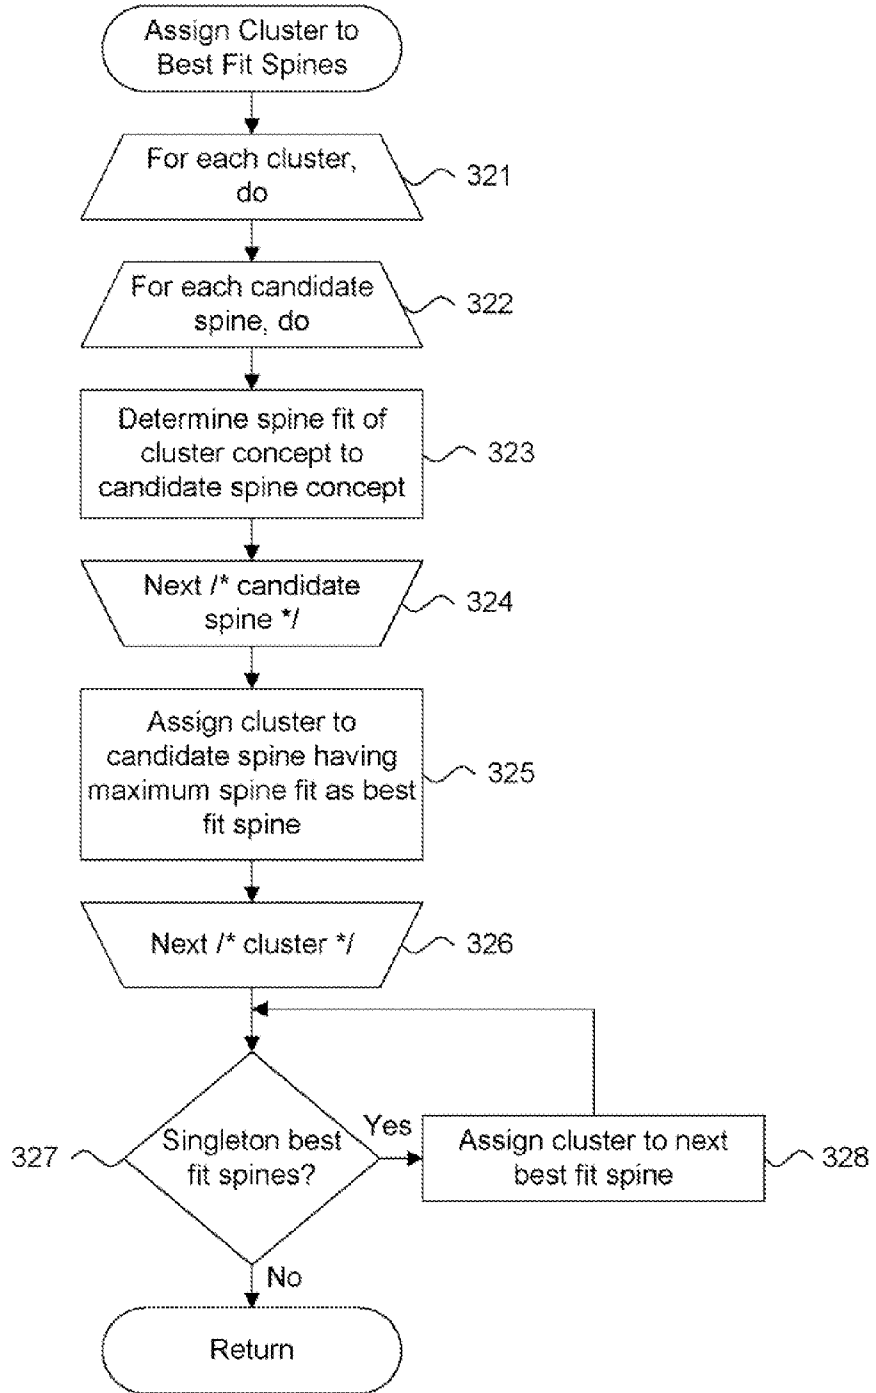 Assign Cluster to
Best Fit Spines
For each cluster,
do
321
For each candidate
spine, do
322
Determine spine fit of
cluster concept to
candidate spine concept
323
Next /* candidate
spine */
324
Assign cluster to
candidate spine having
maximum spine fit as best
fit spine
325
Next /* cluster */
326
327
Singleton best
fit spines?
Yes
Assign cluster to next
best fit spine
328
No
Return